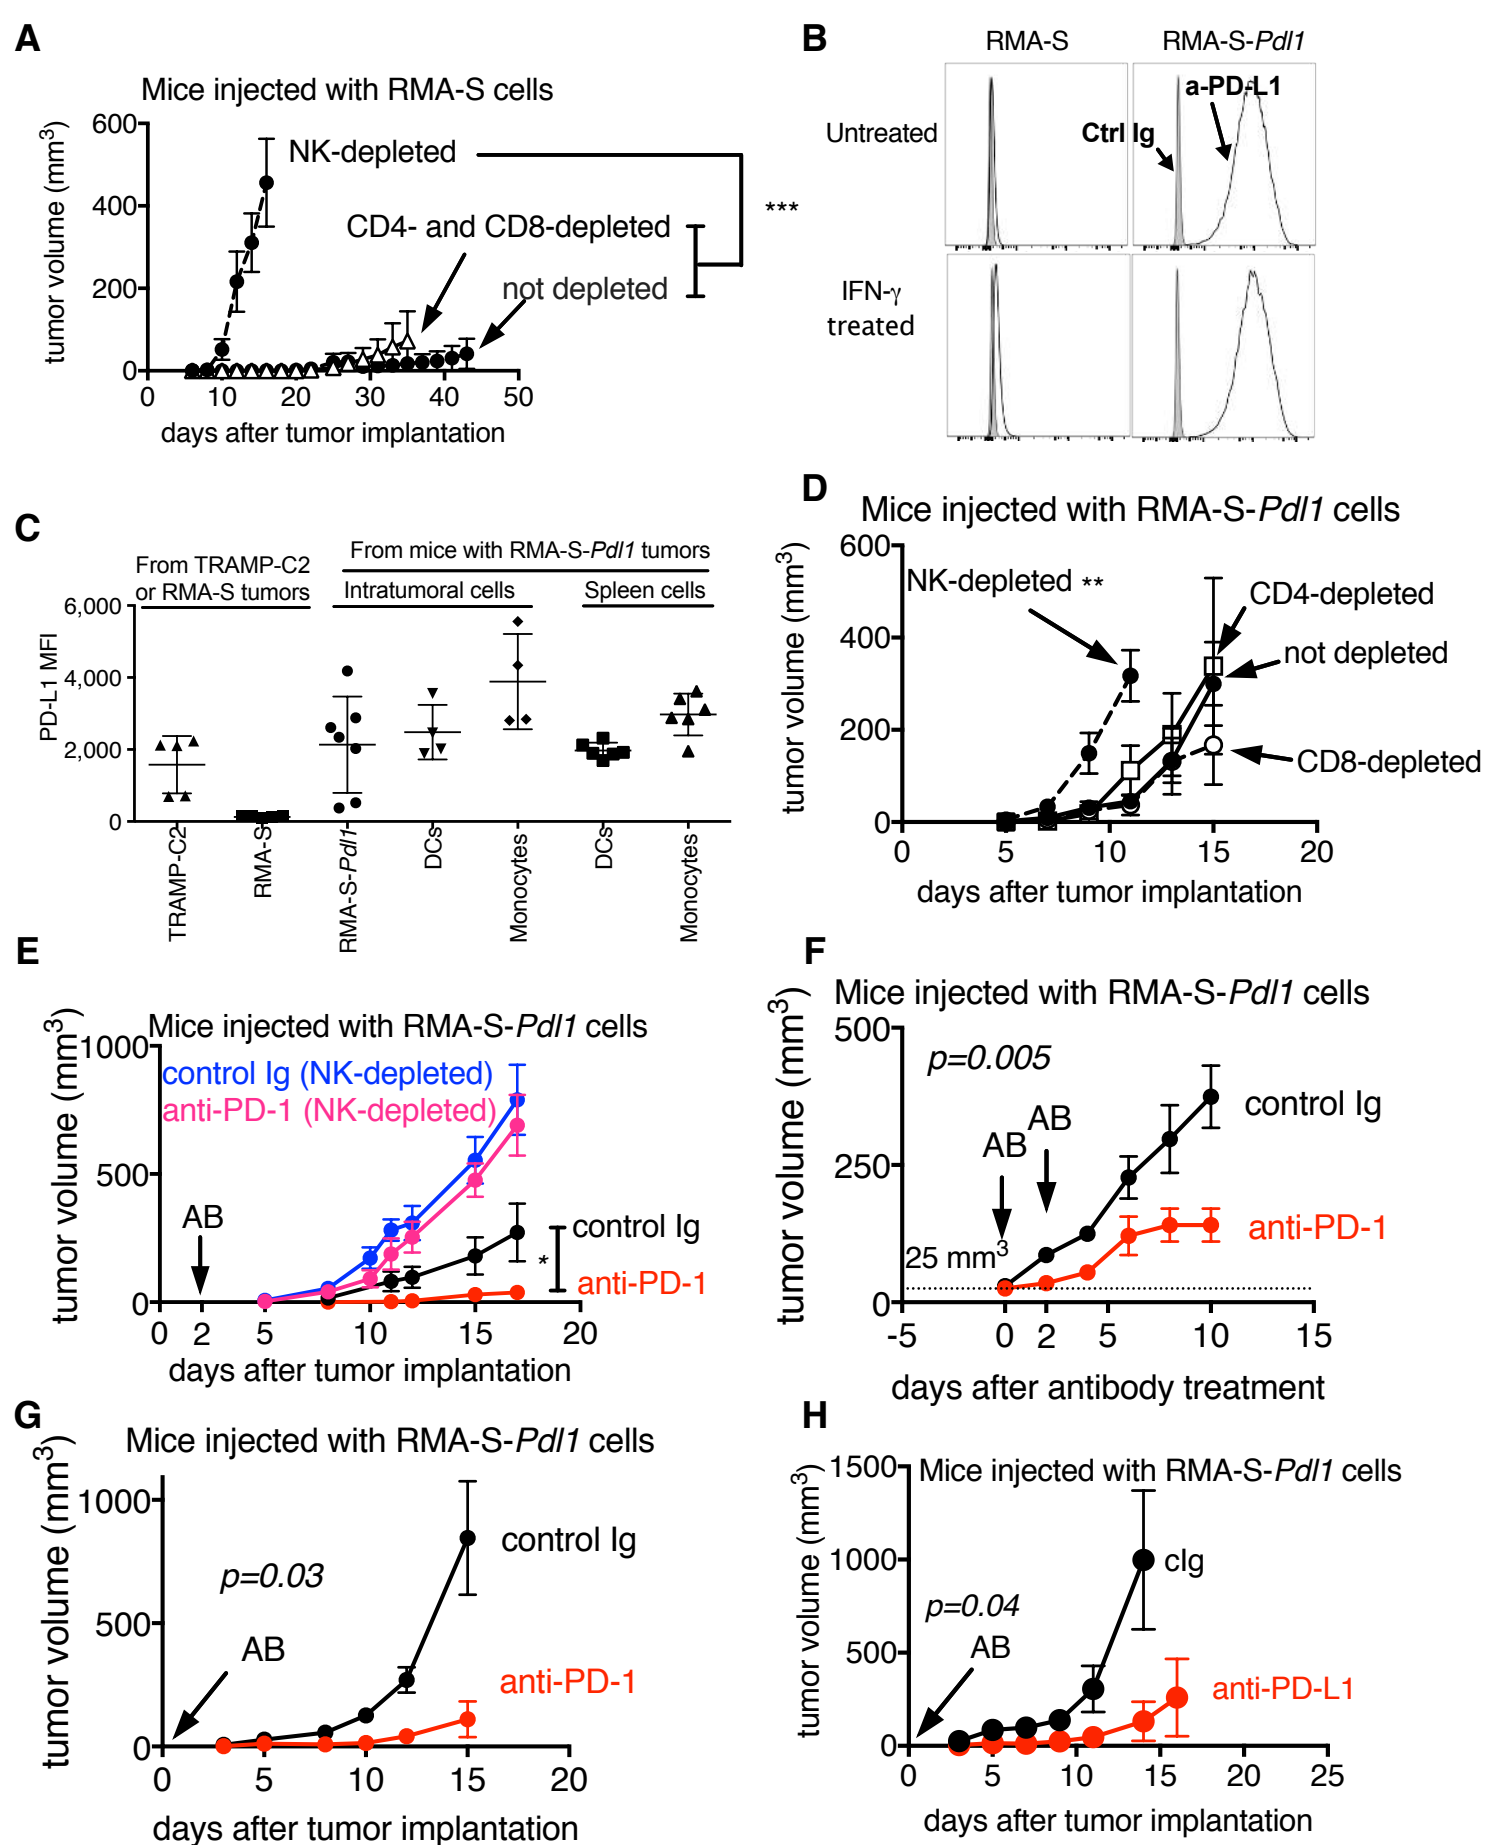 A
Mice injected with RMA-S cells
tumor volume (mm3)
600
400
200
0
NK-depleted
***
CD4- and CD8-depleted
not depleted
0 10 20 30 40 50
days after tumor implantation
B
RMA-S RMA-S-Pdl1
Untreated
Ctrl Ig
a-PD-L1
IFN-γ
treated
C
From TRAMP-C2
or RMA-S tumors
From mice with RMA-S-Pdl1 tumors
Intratumoral cells Spleen cells
PD-L1 MFI
6,000
4,000
2,000
0
TRAMP-C2
RMA-S
RMA-S-Pdl1
DCs
Monocytes
DCs
Monocytes
D
Mice injected with RMA-S-Pdl1 cells
tumor volume (mm3)
600
400
200
0
NK-depleted **
CD4-depleted
not depleted
CD8-depleted
0 5 10 15 20
days after tumor implantation
E
Mice injected with RMA-S-Pdl1 cells
tumor volume (mm3)
1000
500
0
control Ig (NK-depleted)
anti-PD-1 (NK-depleted)
AB
control Ig
*
anti-PD-1
0 2 5 10 15 20
days after tumor implantation
F
Mice injected with RMA-S-Pdl1 cells
tumor volume (mm3)
500
250
0
p=0.005
AB
AB
control Ig
anti-PD-1
25 mm3
-5 0 2 5 10 15
days after antibody treatment
G
Mice injected with RMA-S-Pdl1 cells
tumor volume (mm3)
1000
500
0
control Ig
p=0.03
AB
anti-PD-1
0 5 10 15 20
days after tumor implantation
H
Mice injected with RMA-S-Pdl1 cells
tumor volume (mm3)
1500
1000
500
0
cIg
p=0.04
AB
anti-PD-L1
0 5 10 15 20 25
days after tumor implantation